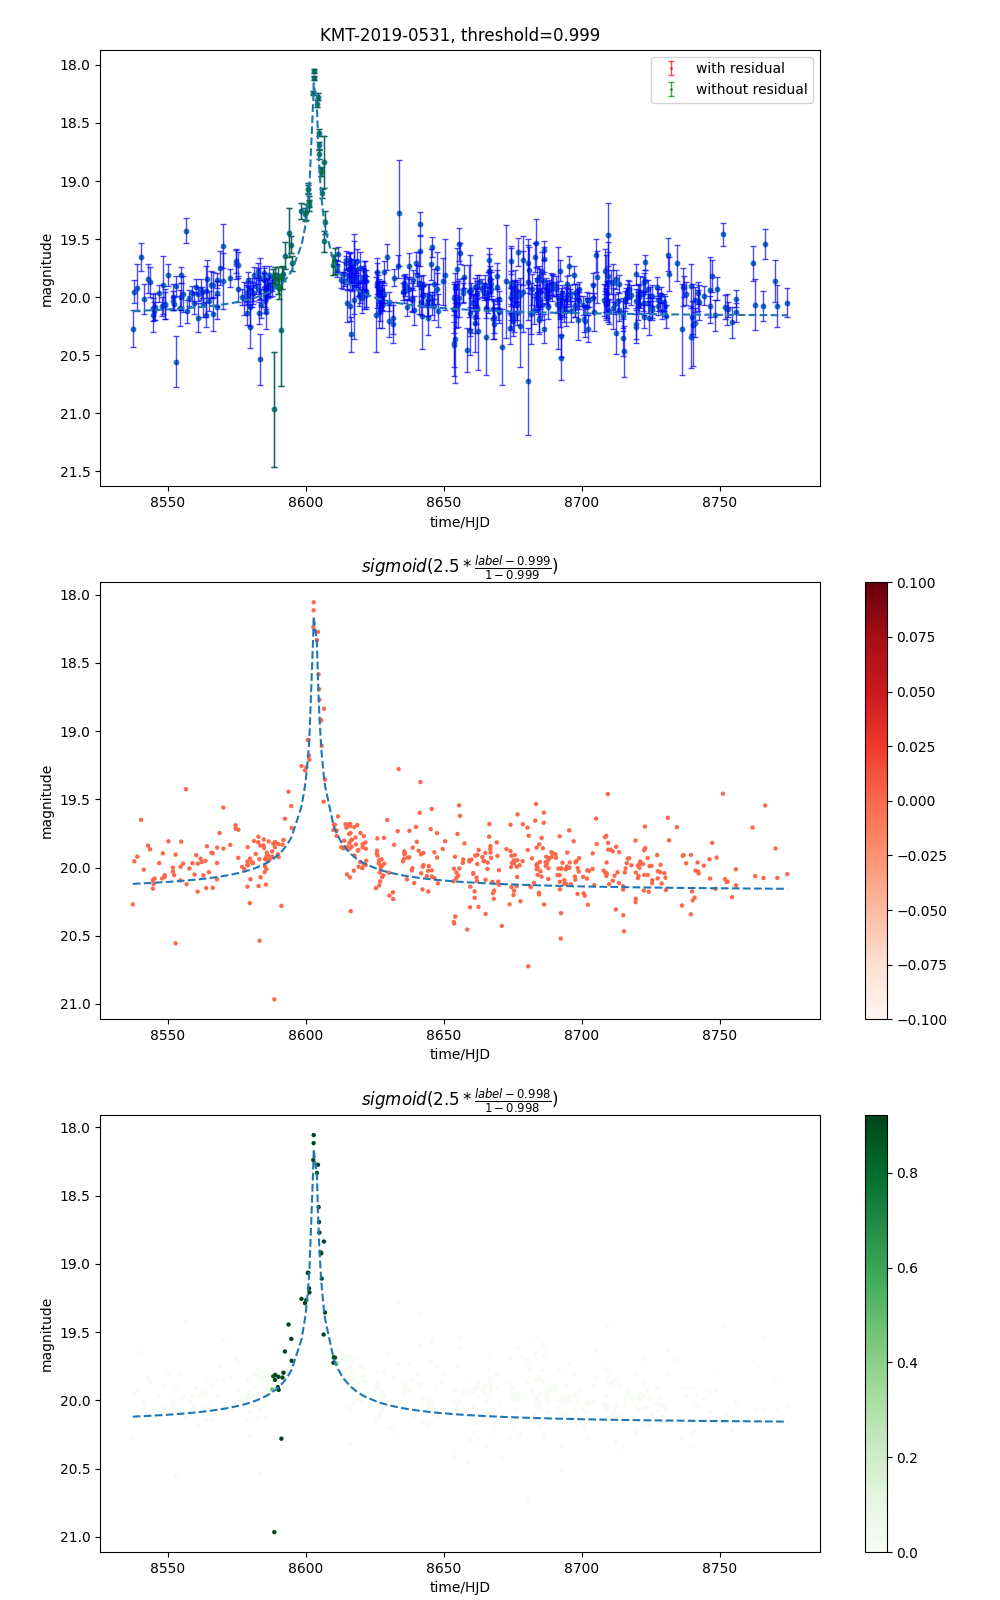 KMT-2019-0531, threshold=0.999
with residual
without residual
18.0
18.5
19.0
19.5
20.0
20.5
21.0
21.5
magnitude
8550 8600 8650 8700 8750
time/HJD
sigmoid(2.5 * (label − 0.999)/(1 − 0.999))
18.0
18.5
19.0
19.5
20.0
20.5
21.0
magnitude
8550 8600 8650 8700 8750
time/HJD
0.100
0.075
0.050
0.025
0.000
−0.025
−0.050
−0.075
−0.100
sigmoid(2.5 * (label − 0.998)/(1 − 0.998))
18.0
18.5
19.0
19.5
20.0
20.5
21.0
magnitude
8550 8600 8650 8700 8750
time/HJD
0.8
0.6
0.4
0.2
0.0